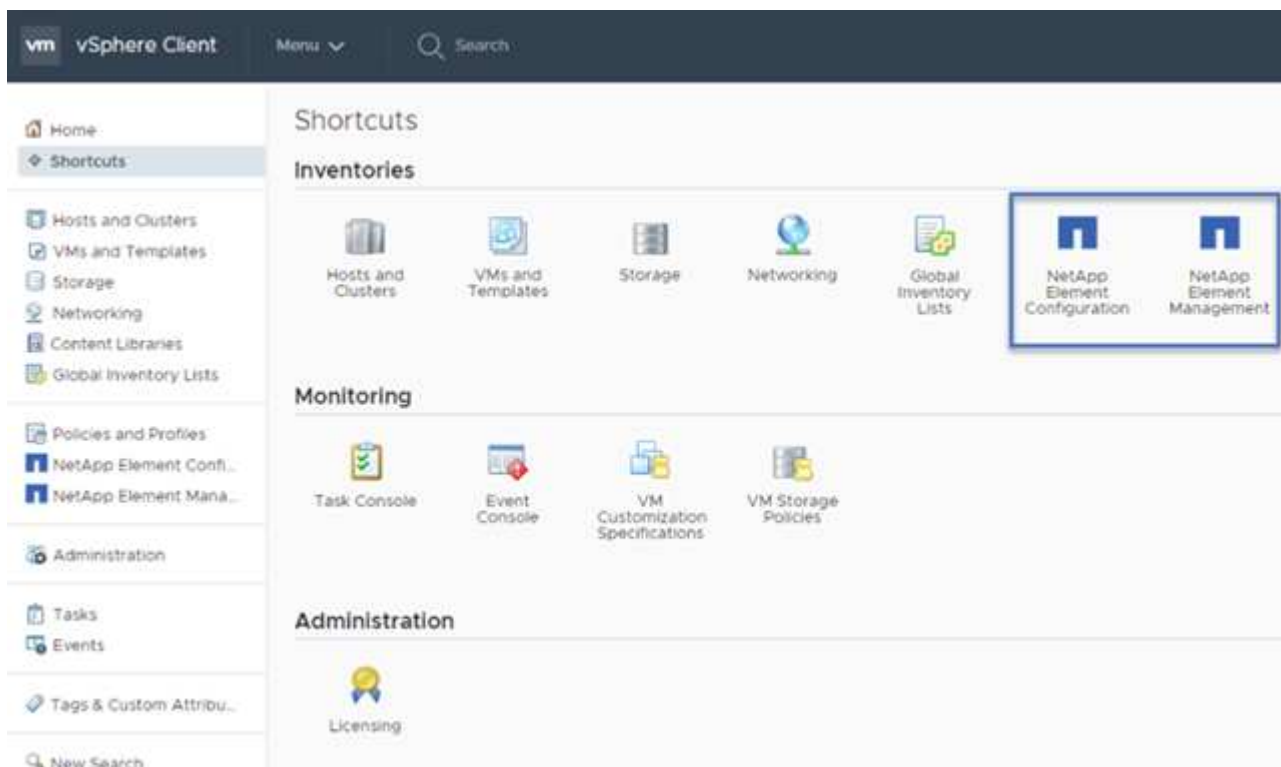 vm vSphere Client Menu Search
Home
Shortcuts
Hosts and Clusters
VMs and Templates
Storage
Networking
Content Libraries
Global Inventory Lists
Policies and Profiles
NetApp Element Confi...
NetApp Element Mana...
Administration
Tasks
Events
Tags & Custom Attribu...
New Search
Shortcuts
Inventories
Hosts and
Clusters
VMs and
Templates
Storage
Networking
Global
Inventory
Lists
NetApp
Element
Configuration
NetApp
Element
Management
Monitoring
Task Console
Event
Console
VM
Customization
Specifications
VM Storage
Policies
Administration
Licensing